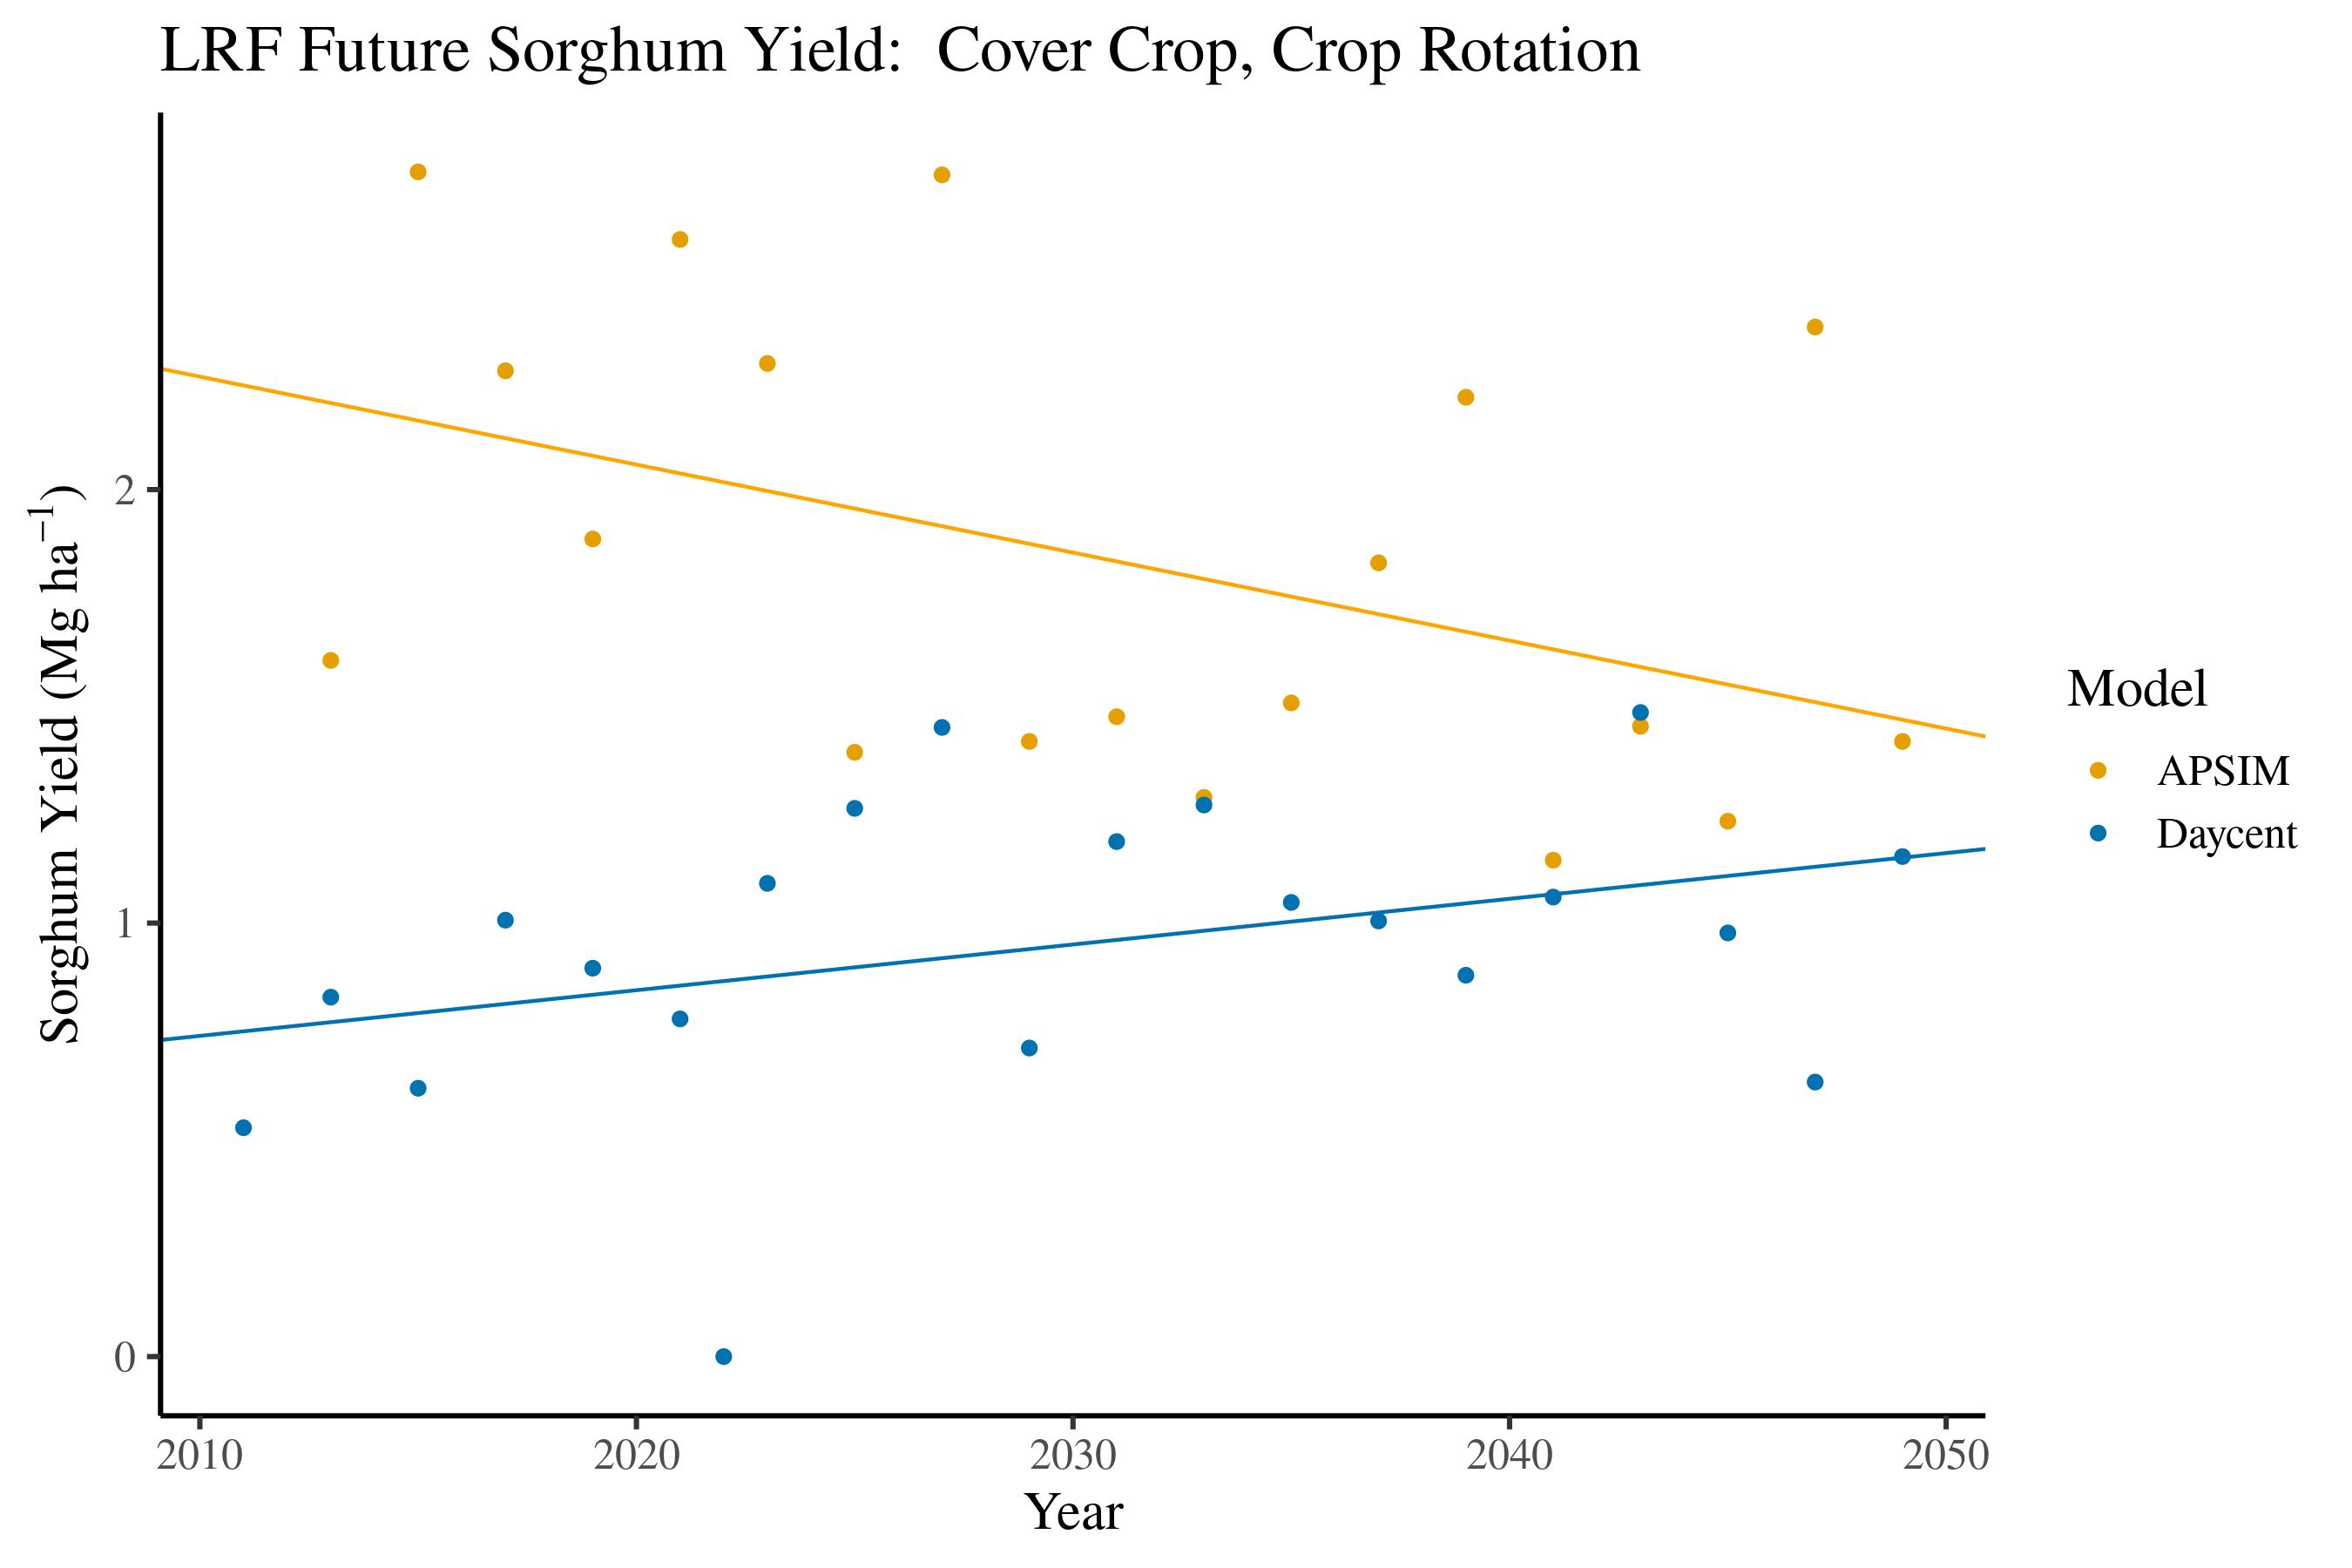 LRF Future Sorghum Yield:  Cover Crop, Crop Rotation
Sorghum Yield (Mg ha⁻¹)
2
1
0
2010
2020
2030
2040
2050
Year
Model
APSIM
Daycent